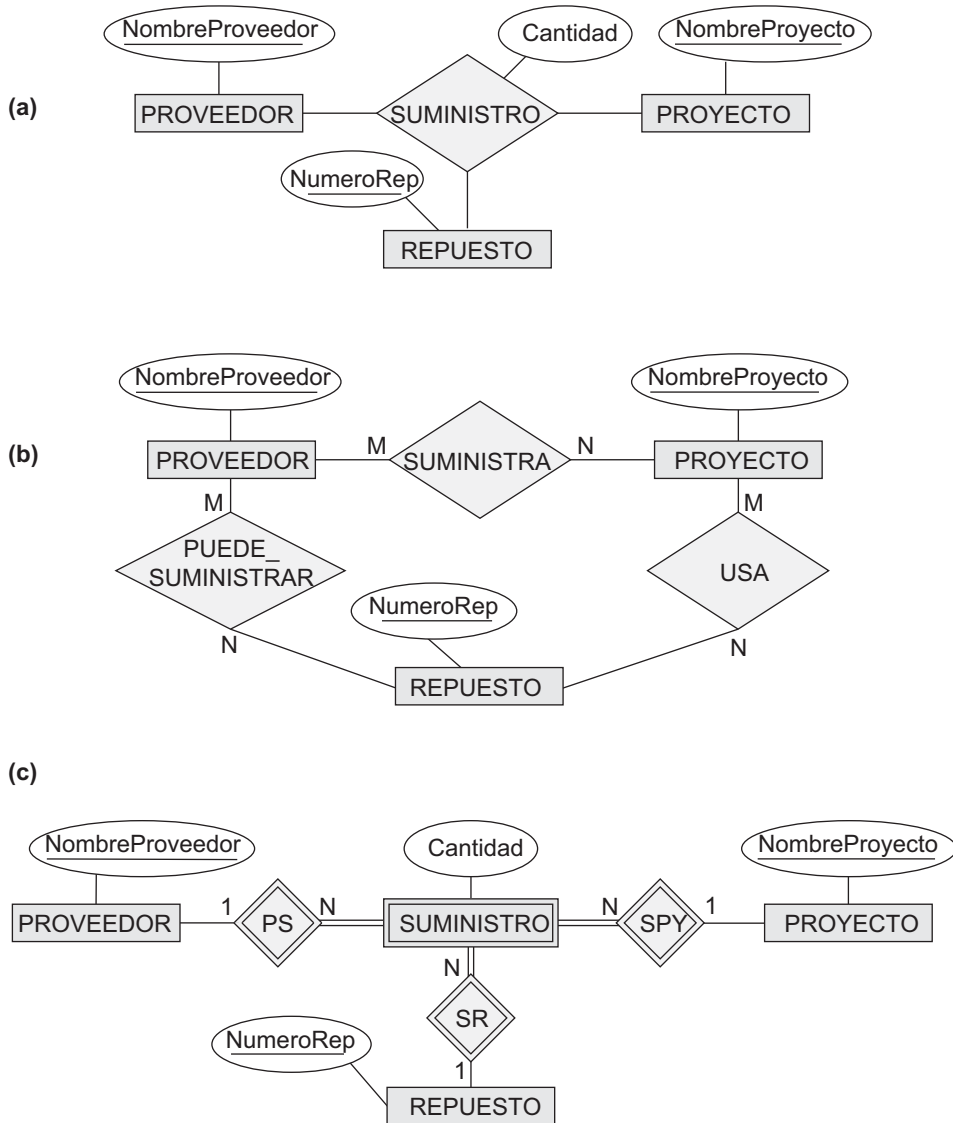 NombreProveedor
Cantidad
NombreProyecto
(a)
PROVEEDOR
SUMINISTRO
PROYECTO
NumeroRep
REPUESTO
NombreProveedor
NombreProyecto
(b)
PROVEEDOR
M
SUMINISTRA
N
PROYECTO
M
M
PUEDE_
SUMINISTRAR
USA
NumeroRep
N
N
REPUESTO
(c)
NombreProveedor
Cantidad
NombreProyecto
PROVEEDOR
1
PS
N
SUMINISTRO
N
SPY
1
PROYECTO
N
SR
NumeroRep
1
REPUESTO